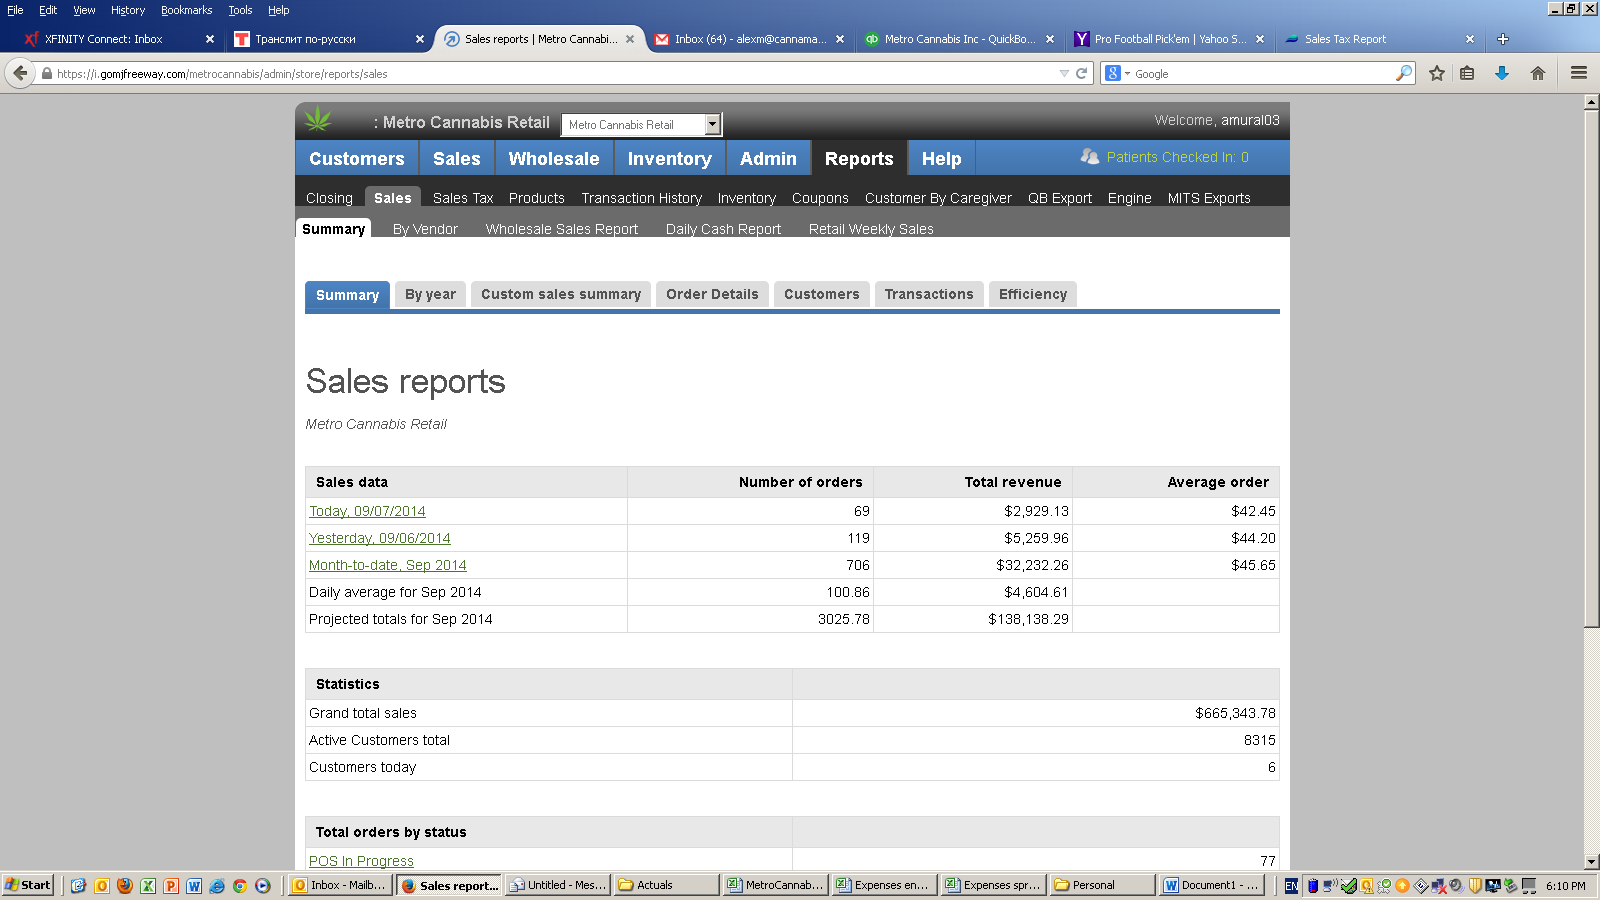 File Edit View History Bookmarks Tools Help
XFINITY Connect: Inbox Транслит по-русски Sales reports | Metro Cannabi... Inbox (64) - alexm@cannama... Metro Cannabis Inc - QuickBo... Pro Football Pick'em | Yahoo S... Sales Tax Report
https://i.gomjfreeway.com/metrocannabis/admin/store/reports/sales Google
: Metro Cannabis Retail Metro Cannabis Retail Welcome, amural03
Customers Sales Wholesale Inventory Admin Reports Help Patients Checked In: 0
Closing Sales Sales Tax Products Transaction History Inventory Coupons Customer By Caregiver QB Export Engine MITS Exports
Summary By Vendor Wholesale Sales Report Daily Cash Report Retail Weekly Sales
Summary By year Custom sales summary Order Details Customers Transactions Efficiency
Sales reports
Metro Cannabis Retail
Sales data Number of orders Total revenue Average order
Today, 09/07/2014 69 $2,929.13 $42.45
Yesterday, 09/06/2014 119 $5,259.96 $44.20
Month-to-date, Sep 2014 706 $32,232.26 $45.65
Daily average for Sep 2014 100.86 $4,604.61
Projected totals for Sep 2014 3025.78 $138,138.29
Statistics
Grand total sales $665,343.78
Active Customers total 8315
Customers today 6
Total orders by status
POS In Progress 77
Start Inbox - Mailb... Sales report... Untitled - Mes... Actuals MetroCannab... Expenses en... Expenses spr... Personal Document1 - ... EN 6:10 PM